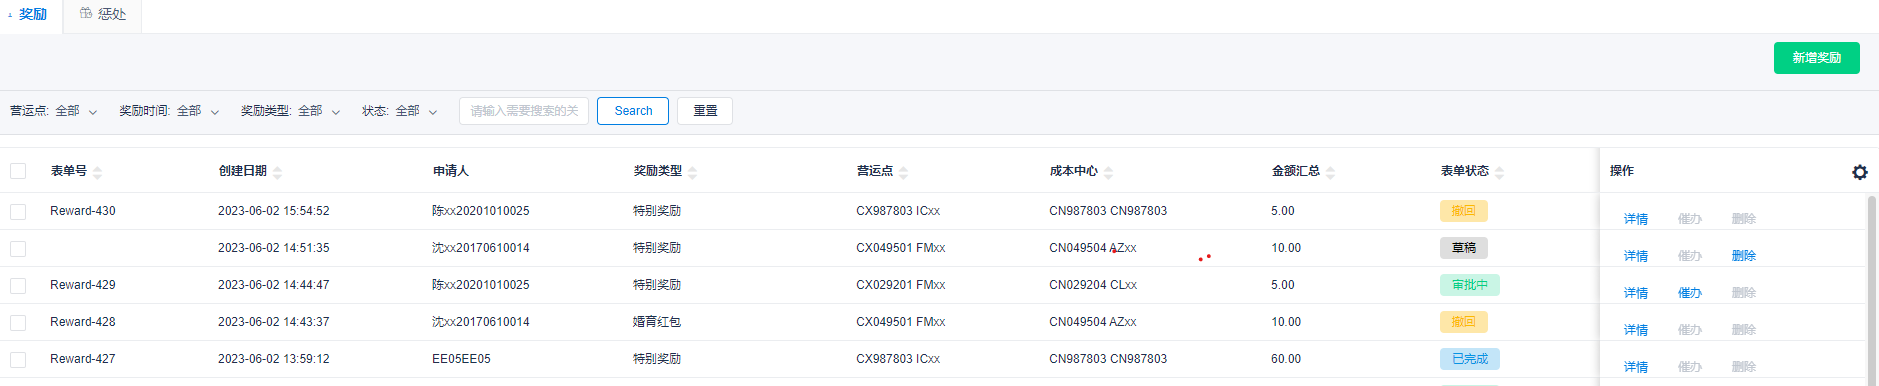 奖励 惩处
新增奖励
营运点: 全部 奖励时间: 全部 奖励类型: 全部 状态: 全部 请输入需要搜索的关 Search 重置
表单号 创建日期 申请人 奖励类型 营运点 成本中心 金额汇总 表单状态 操作
Reward-430 2023-06-02 15:54:52 陈xx20201010025 特别奖励 CX987803 ICxx CN987803 CN987803 5.00 撤回 详情 催办 删除
2023-06-02 14:51:35 沈xx20170610014 特别奖励 CX049501 FMxx CN049504 AZxx 10.00 草稿 详情 催办 删除
Reward-429 2023-06-02 14:44:47 陈xx20201010025 特别奖励 CX029201 FMxx CN029204 CLxx 5.00 审批中 详情 催办 删除
Reward-428 2023-06-02 14:43:37 沈xx20170610014 婚育红包 CX049501 FMxx CN049504 AZxx 10.00 撤回 详情 催办 删除
Reward-427 2023-06-02 13:59:12 EE05EE05 特别奖励 CX987803 ICxx CN987803 CN987803 60.00 已完成 详情 催办 删除